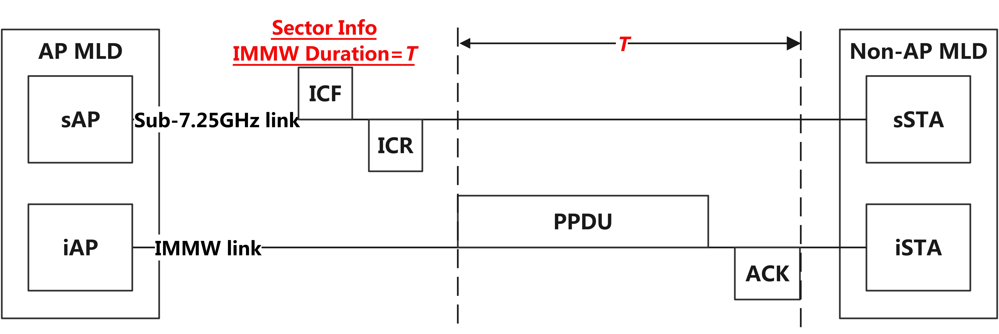 Sector Info
IMMW Duration=T
T
AP MLD
Non-AP MLD
ICF
sAP
Sub-7.25GHz link
sSTA
ICR
PPDU
iAP
IMMW link
iSTA
ACK